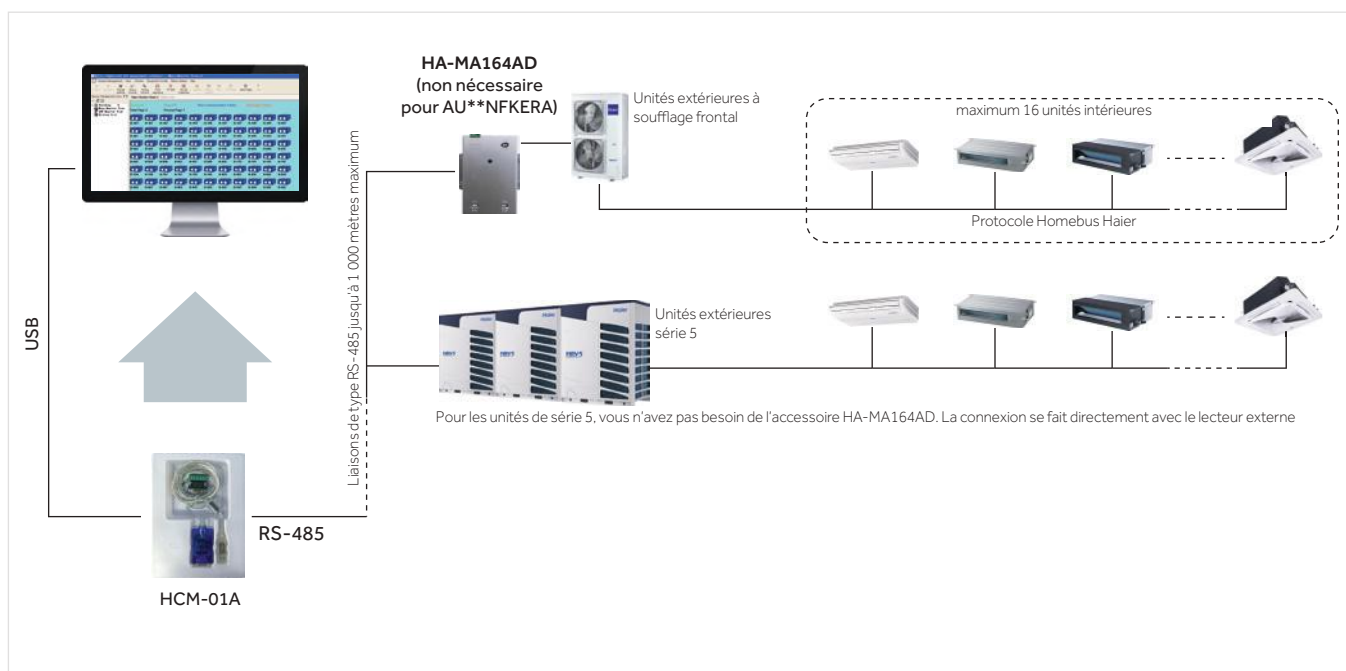 HA-MA164AD
(non nécessaire
pour AU**NFKERA)
Unités extérieures à
soufflage frontal
maximum 16 unités intérieures
Protocole Homebus Haier
USB
Liaisons de type RS-485 jusqu'à 1 000 mètres maximum
Unités extérieures
série 5
Pour les unités de série 5, vous n'avez pas besoin de l'accessoire HA-MA164AD. La connexion se fait directement avec le lecteur externe
RS-485
HCM-01A